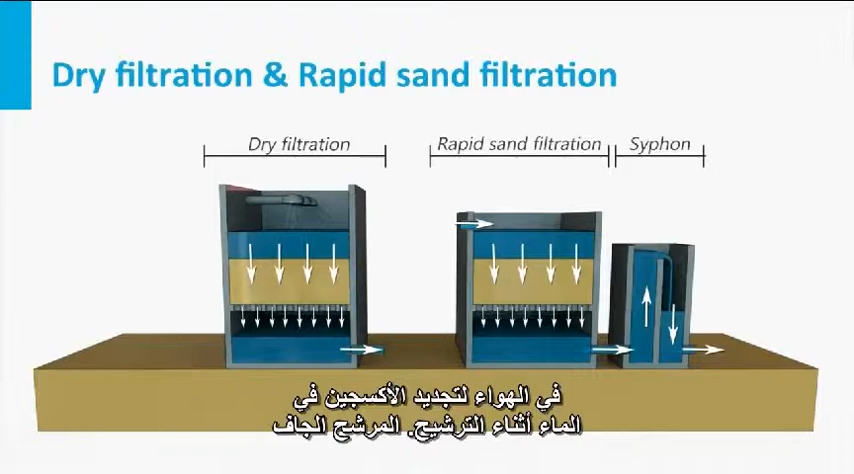 Dry filtration & Rapid sand filtration
Dry filtration
Rapid sand filtration
Syphon
في الهواء لتجديد الأكسجين في
الماء أثناء الترشيح. المرشح الجاف